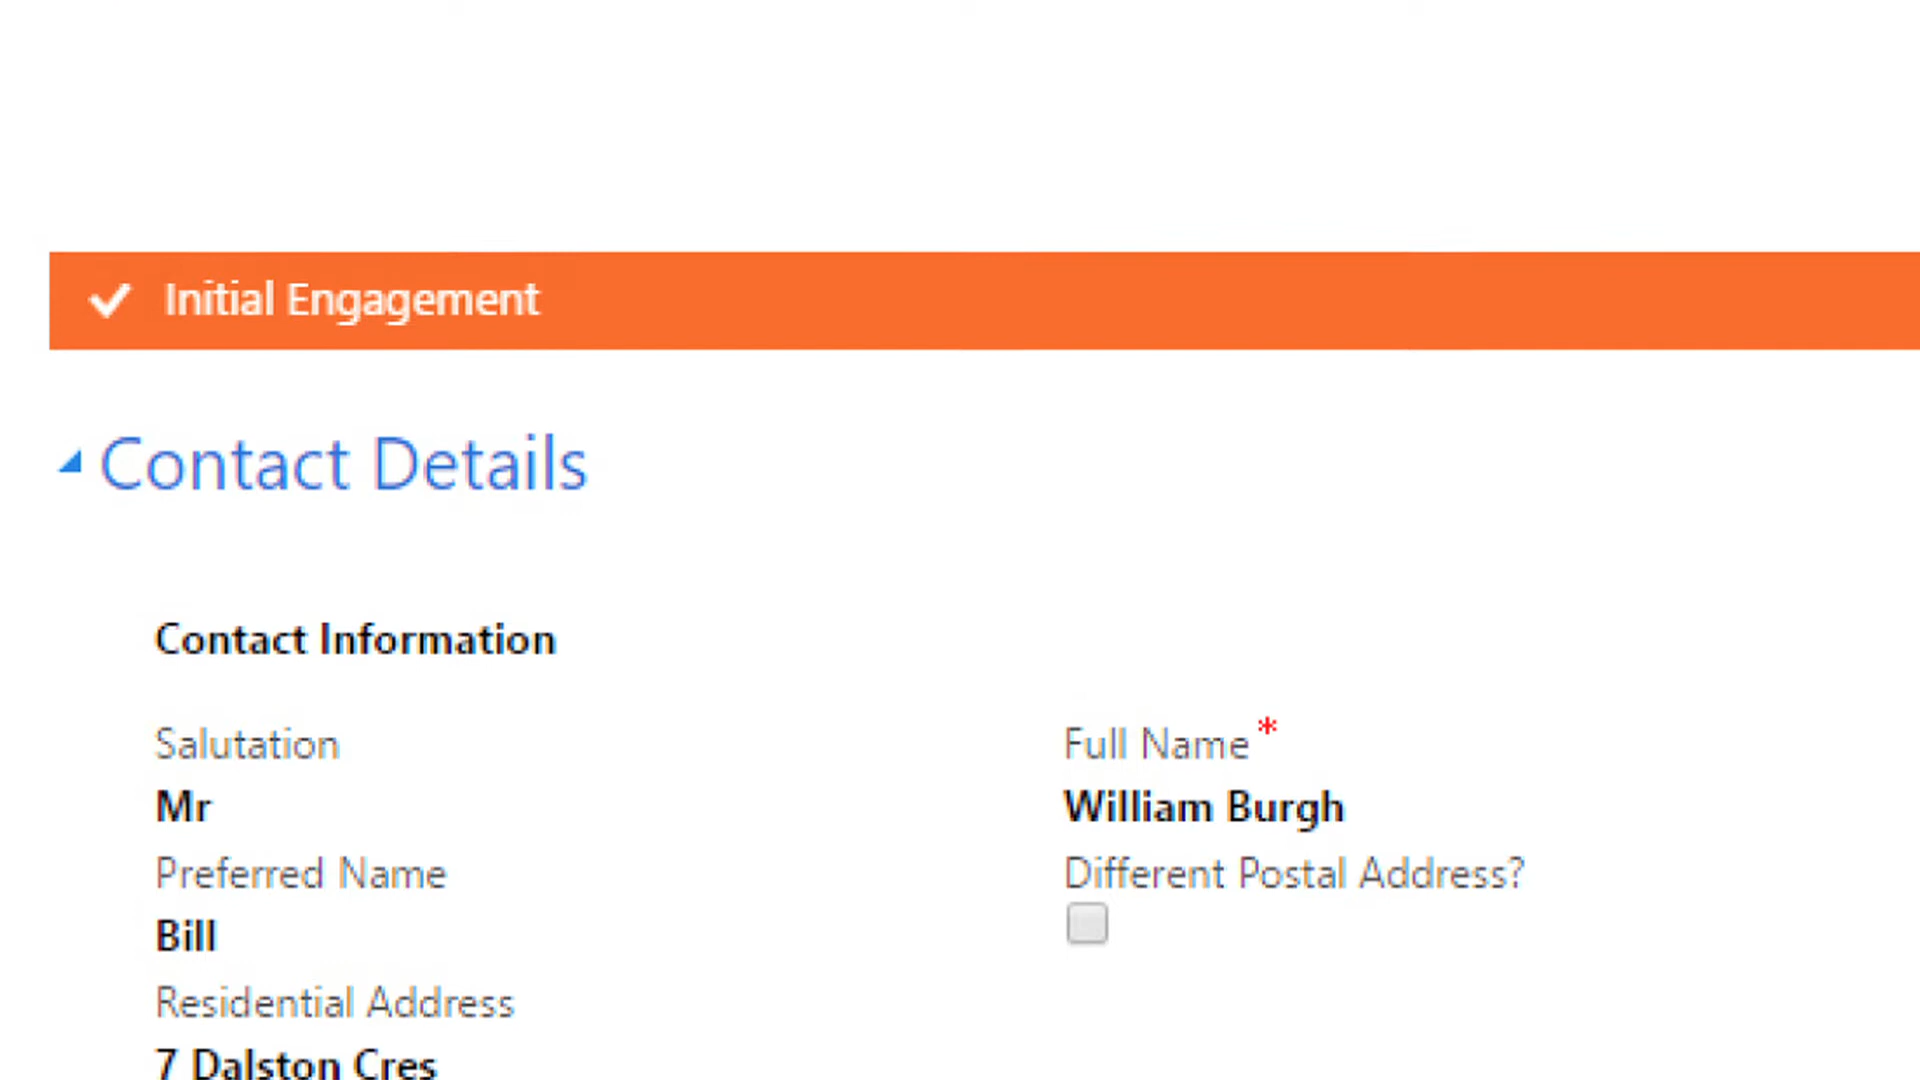 Initial Engagement
Contact Details
Contact Information
Salutation
Full Name*
Mr
William Burgh
Preferred Name
Different Postal Address?
Bill
Residential Address
7 Dalston Cres